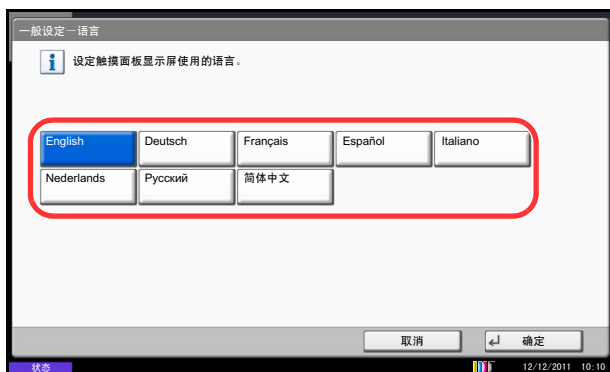 一般设定－语言
设定触摸面板显示屏使用的语言。
English Deutsch Français Español Italiano
Nederlands Русский 简体中文
取消 确定
状态 12/12/2011 10:10